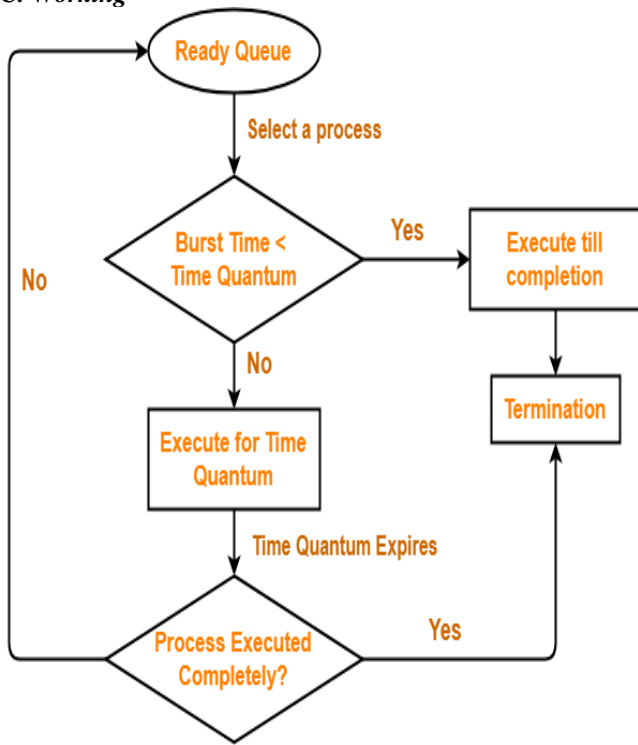 C. Working
Ready Queue
Select a process
Burst Time <
Time Quantum
Yes
Execute till
completion
No
No
Termination
Execute for Time
Quantum
Time Quantum Expires
Process Executed
Completely?
Yes